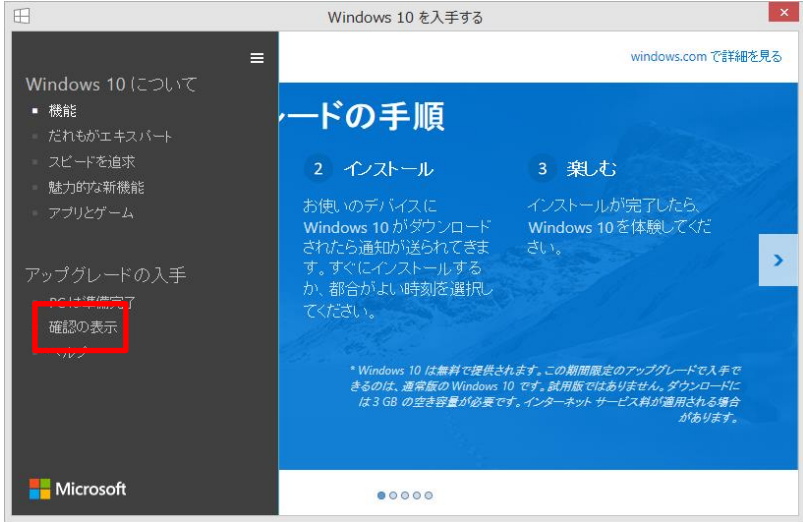 Windows 10 を入手する
windows.com で詳細を見る
Windows 10 について
機能
だれもがエキスパート
スピードを追求
魅力的な新機能
アプリとゲーム
アップグレードの入手
PC は準備完了
確認の表示
ヘルプ
Microsoft
ードの手順
2 インストール
お使いのデバイスに
Windows 10 がダウンロード
されたら通知が送られてきま
す。すぐにインストールする
か、都合がよい時刻を選択し
てください。
3 楽しむ
インストールが完了したら、
Windows 10 を体験してくだ
さい。
* Windows 10 は無料で提供されます。この期間限定のアップグレードで入手で
きるのは、通常版の Windows 10 です。試用版ではありません。ダウンロードに
は 3 GB の空き容量が必要です。インターネット サービス料が適用される場合
があります。